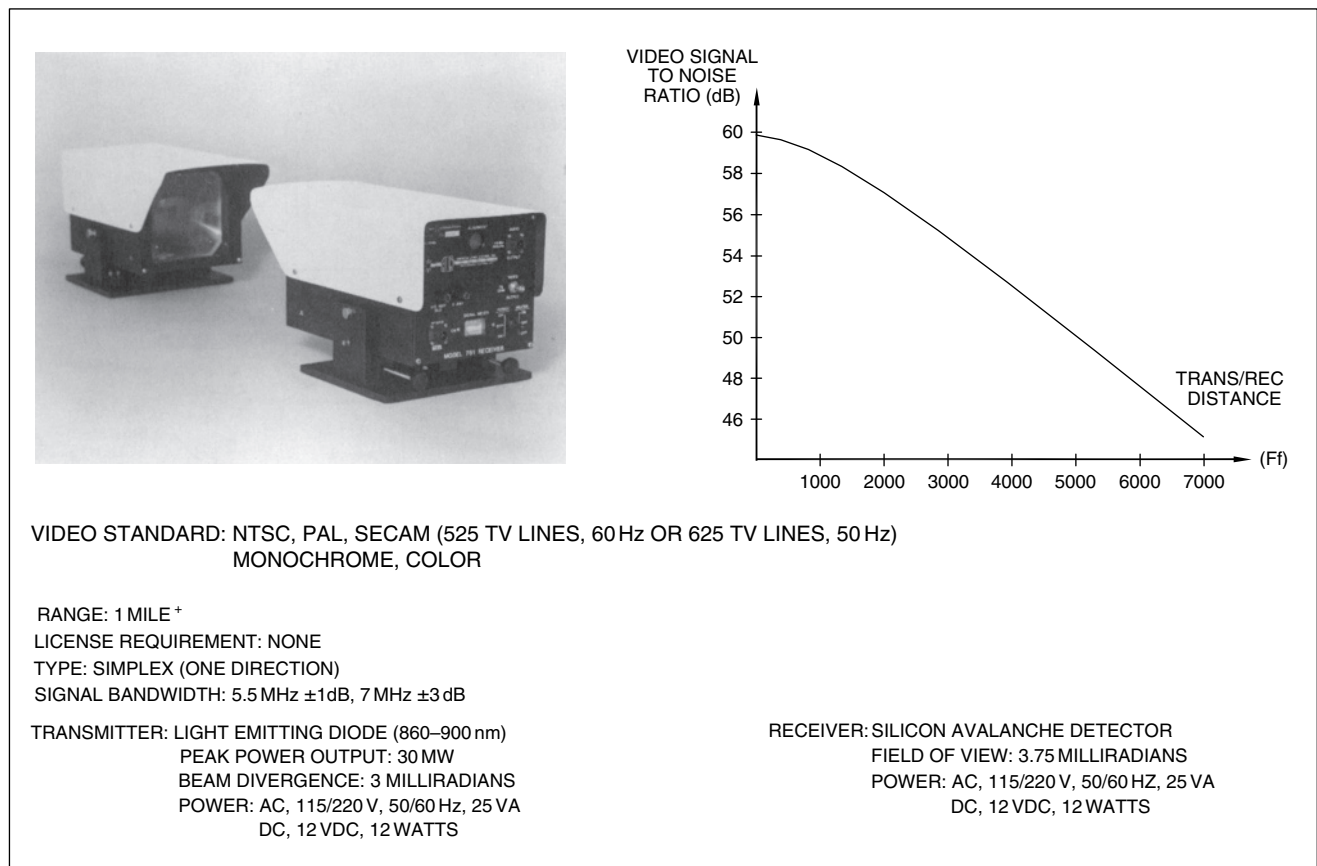 VIDEO SIGNAL
TO NOISE
RATIO (dB)
60
58
56
54
52
50
48
46
TRANS/REC
DISTANCE
1000 2000 3000 4000 5000 6000 7000 (Ff)
MODEL 701 RECEIVER
VIDEO STANDARD: NTSC, PAL, SECAM (525 TV LINES, 60 Hz OR 625 TV LINES, 50 Hz)
MONOCHROME, COLOR
RANGE: 1 MILE +
LICENSE REQUIREMENT: NONE
TYPE: SIMPLEX (ONE DIRECTION)
SIGNAL BANDWIDTH: 5.5 MHz ±1dB, 7 MHz ±3 dB
TRANSMITTER: LIGHT EMITTING DIODE (860–900 nm)
PEAK POWER OUTPUT: 30 MW
BEAM DIVERGENCE: 3 MILLIRADIANS
POWER: AC, 115/220 V, 50/60 Hz, 25 VA
DC, 12 VDC, 12 WATTS
RECEIVER: SILICON AVALANCHE DETECTOR
FIELD OF VIEW: 3.75 MILLIRADIANS
POWER: AC, 115/220 V, 50/60 HZ, 25 VA
DC, 12 VDC, 12 WATTS